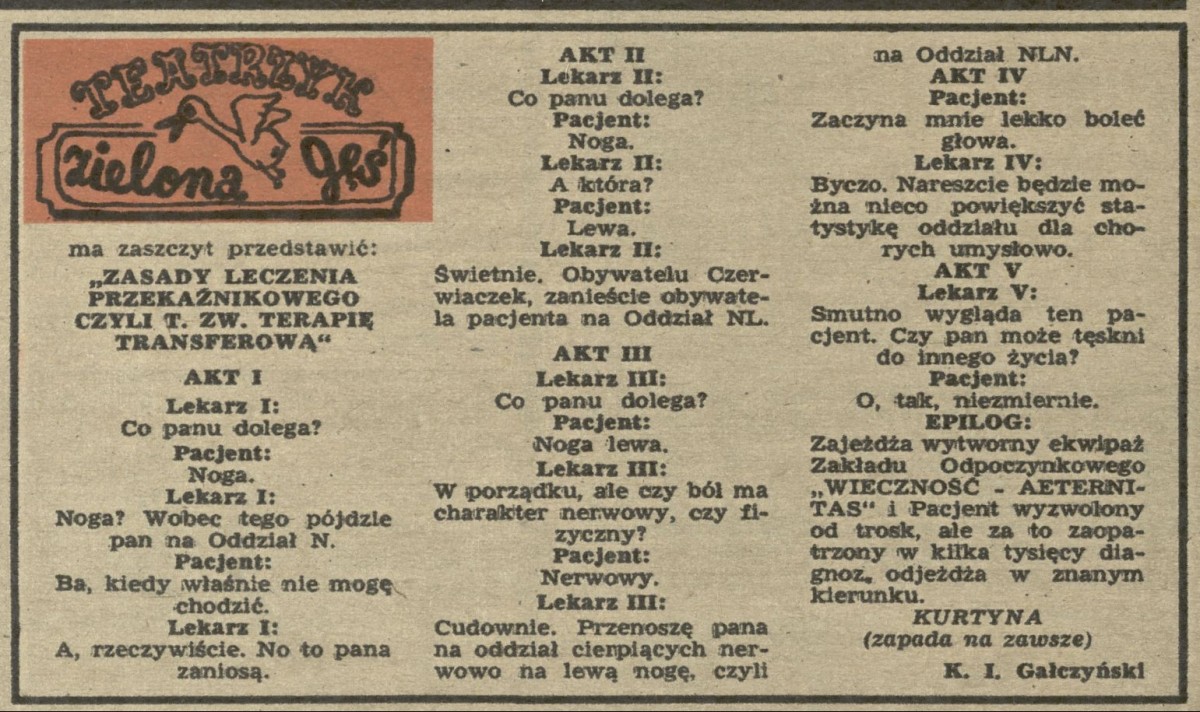 TEATRZYK
zielona gęś
ma zaszczyt przedstawić:
„ZASADY LECZENIA
PRZEKAŹNIKOWEGO
CZYLI T. ZW. TERAPIĘ
TRANSFEROWĄ“
AKT I
Lekarz I:
Co panu dolega?
Pacjent:
Noga.
Lekarz I:
Noga? Wobec tego pójdzie
pan na Oddział N.
Pacjent:
Ba, kiedy właśnie nie mogę
chodzić.
Lekarz I:
A, rzeczywiście. No to pana
zaniosą.
AKT II
Lekarz II:
Co panu dolega?
Pacjent:
Noga.
Lekarz II:
A która?
Pacjent:
Lewa.
Lekarz II:
Świetnie. Obywatelu Czer-
wiaczek, zanieście obywate-
la pacjenta na Oddział NL.
AKT III
Lekarz III:
Co panu dolega?
Pacjent:
Noga lewa.
Lekarz III:
W porządku, ale czy ból ma
charakter nerwowy, czy fi-
zyczny?
Pacjent:
Nerwowy.
Lekarz III:
Cudownie. Przenoszę pana
na oddział cierpiących ner-
wowo na lewą nogę, czyli
na Oddział NLN.
AKT IV
Pacjent:
Zaczyna mnie lekko boleć
głowa.
Lekarz IV:
Byczo. Nareszcie będzie mo-
żna nieco powiększyć sta-
tystykę oddziału dla cho-
rych umysłowo.
AKT V
Lekarz V:
Smutno wygląda ten pa-
cjent. Czy pan może tęskni
do innego życia?
Pacjent:
O, tak, niezmiernie.
EPILOG:
Zajeżdża wytworny ekwipaż
Zakładu Odpoczynkowego
„WIECZNOŚĆ - AETERNI-
TAS“ i Pacjent wyzwolony
od trosk, ale za to zaopa-
trzony w kilka tysięcy dia-
gnoz, odjeżdża w znanym
kierunku.
KURTYNA
(zapada na zawsze)
K. I. Gałczyński